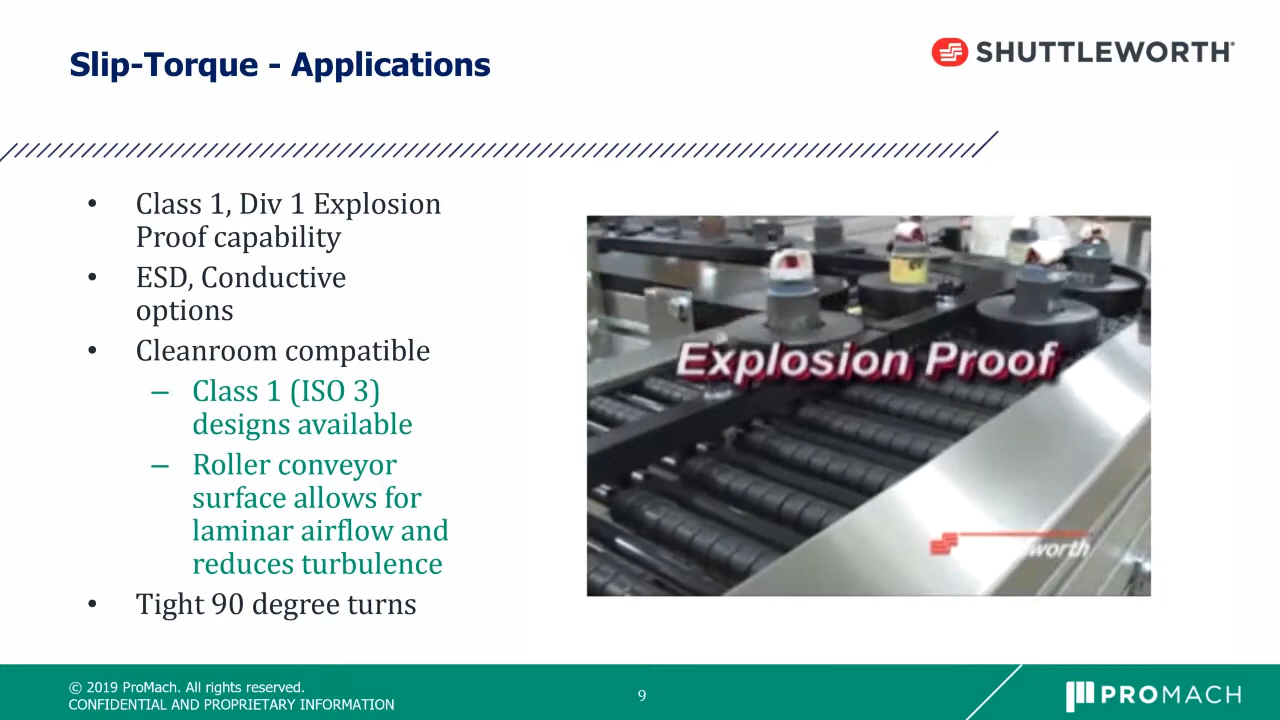 Slip-Torque - Applications
SHUTTLEWORTH
• Class 1, Div 1 Explosion
Proof capability
• ESD, Conductive
options
• Cleanroom compatible
– Class 1 (ISO 3)
designs available
– Roller conveyor
surface allows for
laminar airflow and
reduces turbulence
• Tight 90 degree turns
Explosion Proof
© 2019 ProMach. All rights reserved.
CONFIDENTIAL AND PROPRIETARY INFORMATION
9
PROMACH